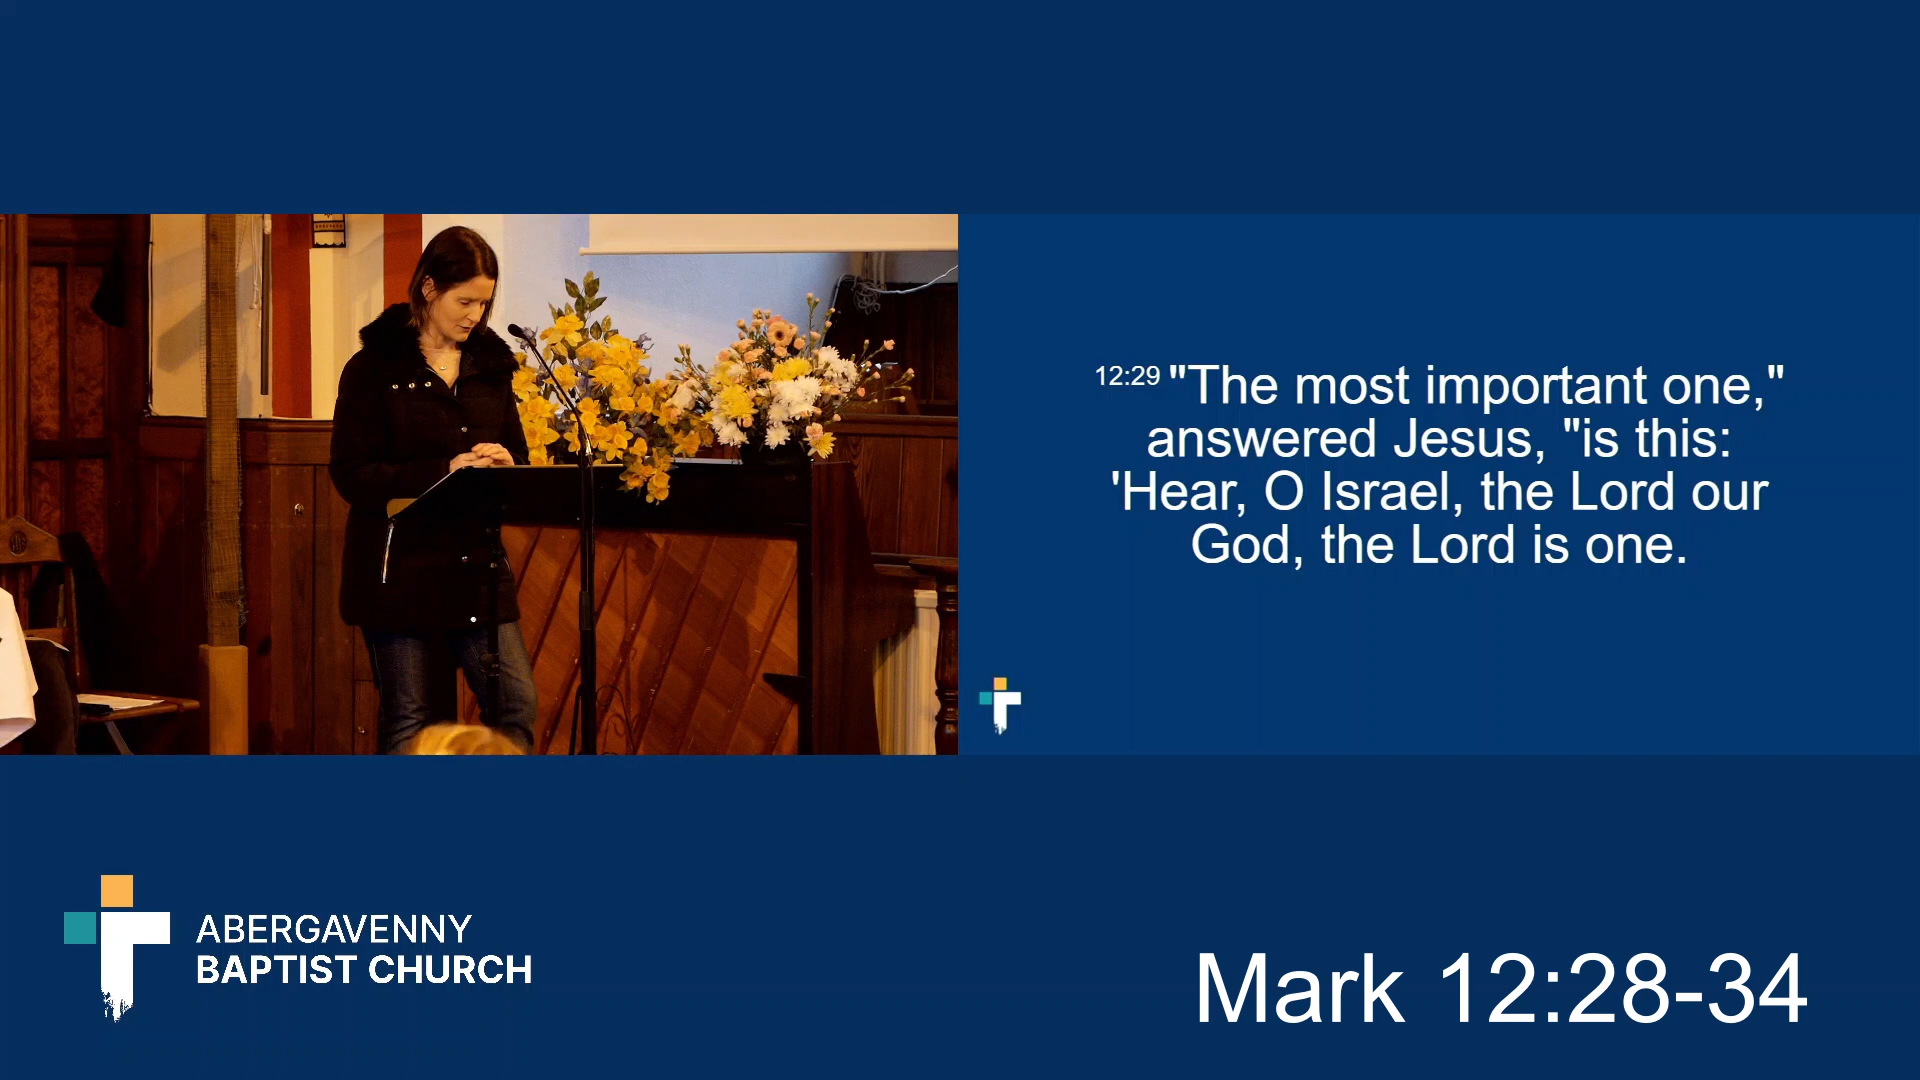 12:29 "The most important one,"
answered Jesus, "is this:
'Hear, O Israel, the Lord our
God, the Lord is one.
ABERGAVENNY
BAPTIST CHURCH
Mark 12:28-34